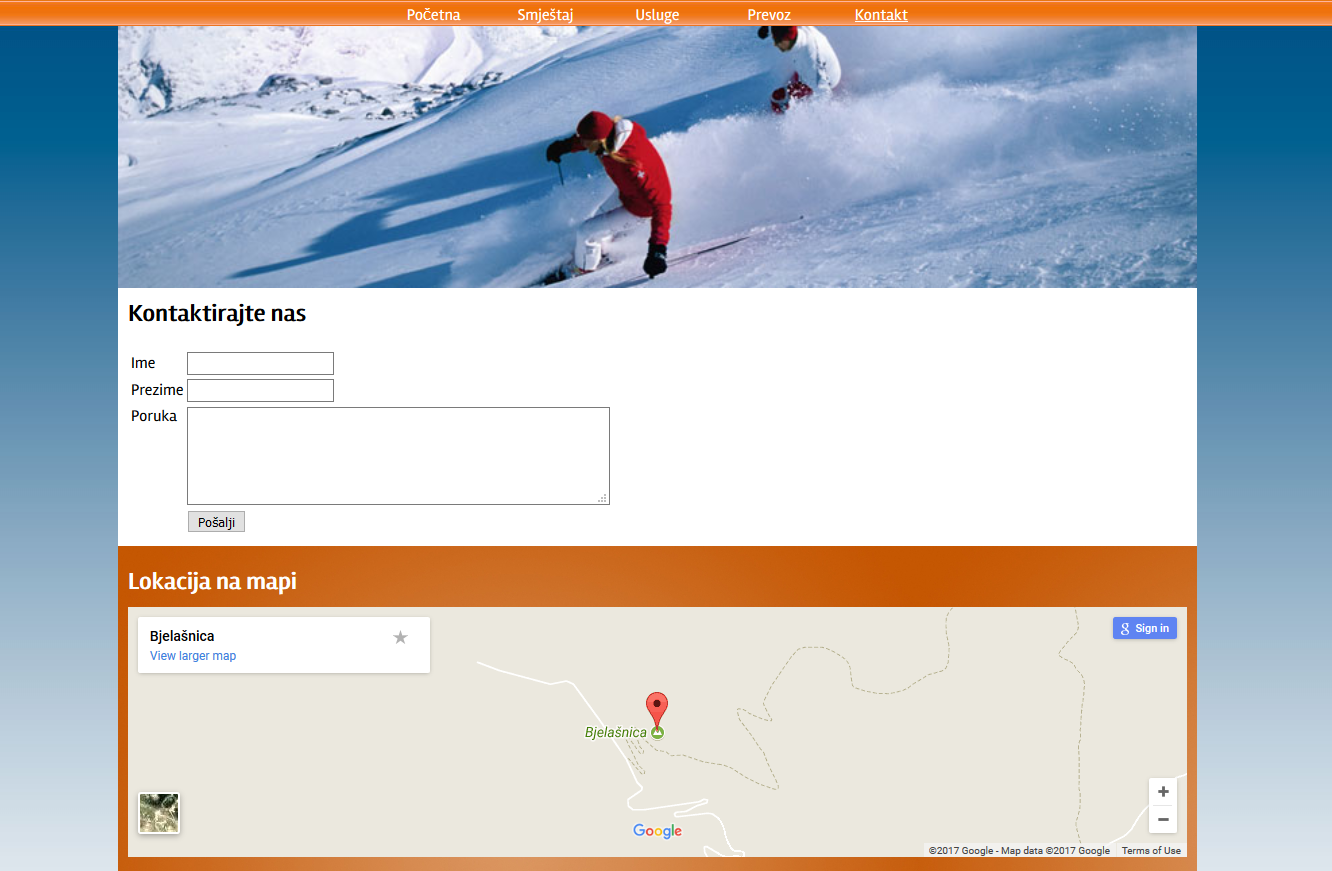 Početna Smještaj Usluge Prevoz Kontakt
Kontaktirajte nas
Ime
Prezime
Poruka
Pošalji
Lokacija na mapi
Bjelašnica
View larger map
g Sign in
Bjelašnica
+
−
Google
©2017 Google - Map data ©2017 Google Terms of Use